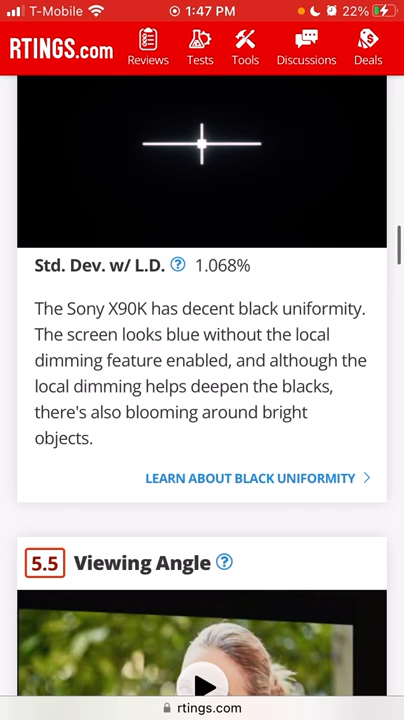 T-Mobile 1:47 PM 22%
RTINGS.com
Reviews Tests Tools Discussions Deals
Std. Dev. w/ L.D. ? 1.068%
The Sony X90K has decent black uniformity.
The screen looks blue without the local
dimming feature enabled, and although the
local dimming helps deepen the blacks,
there's also blooming around bright
objects.
LEARN ABOUT BLACK UNIFORMITY
5.5 Viewing Angle ?
rtings.com